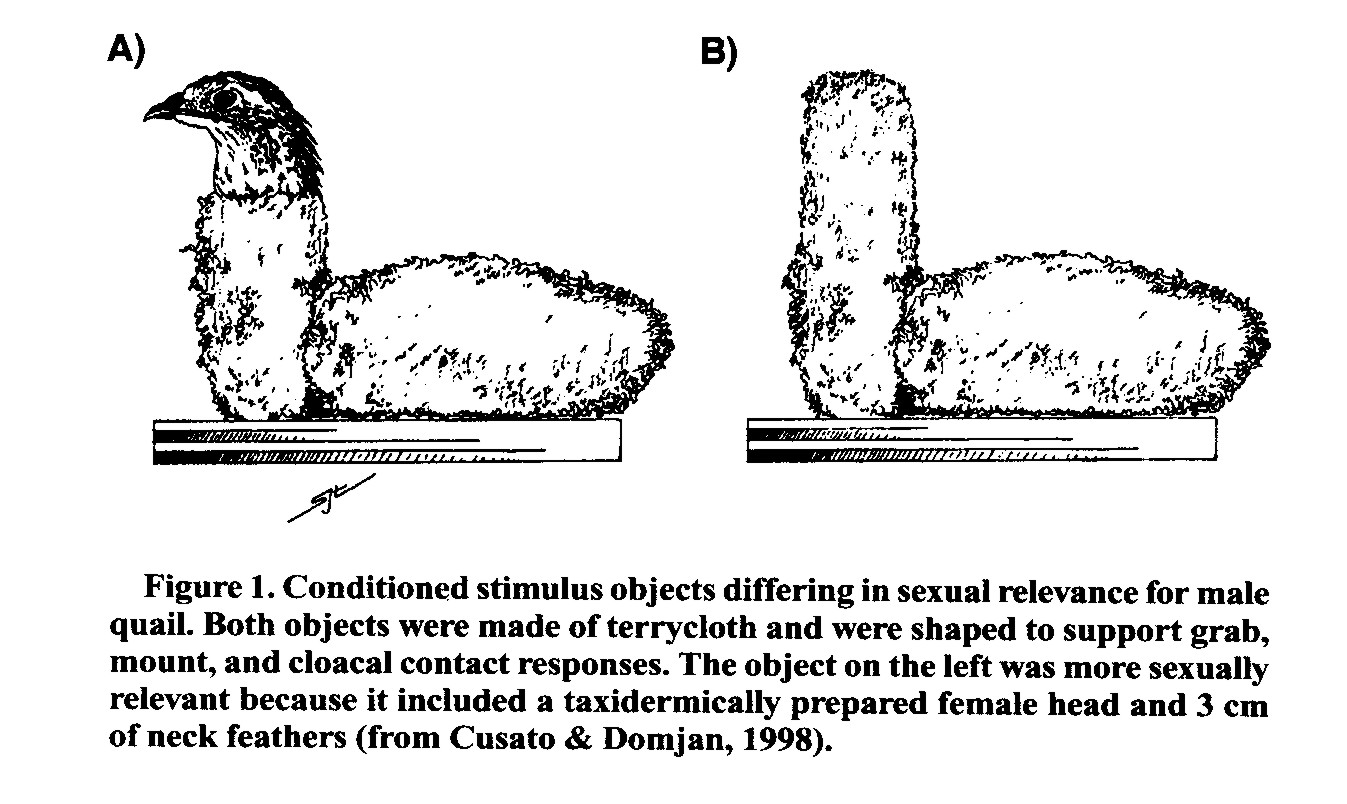 A)
B)
sjt
Figure 1. Conditioned stimulus objects differing in sexual relevance for male
quail. Both objects were made of terrycloth and were shaped to support grab,
mount, and cloacal contact responses. The object on the left was more sexually
relevant because it included a taxidermically prepared female head and 3 cm
of neck feathers (from Cusato & Domjan, 1998).